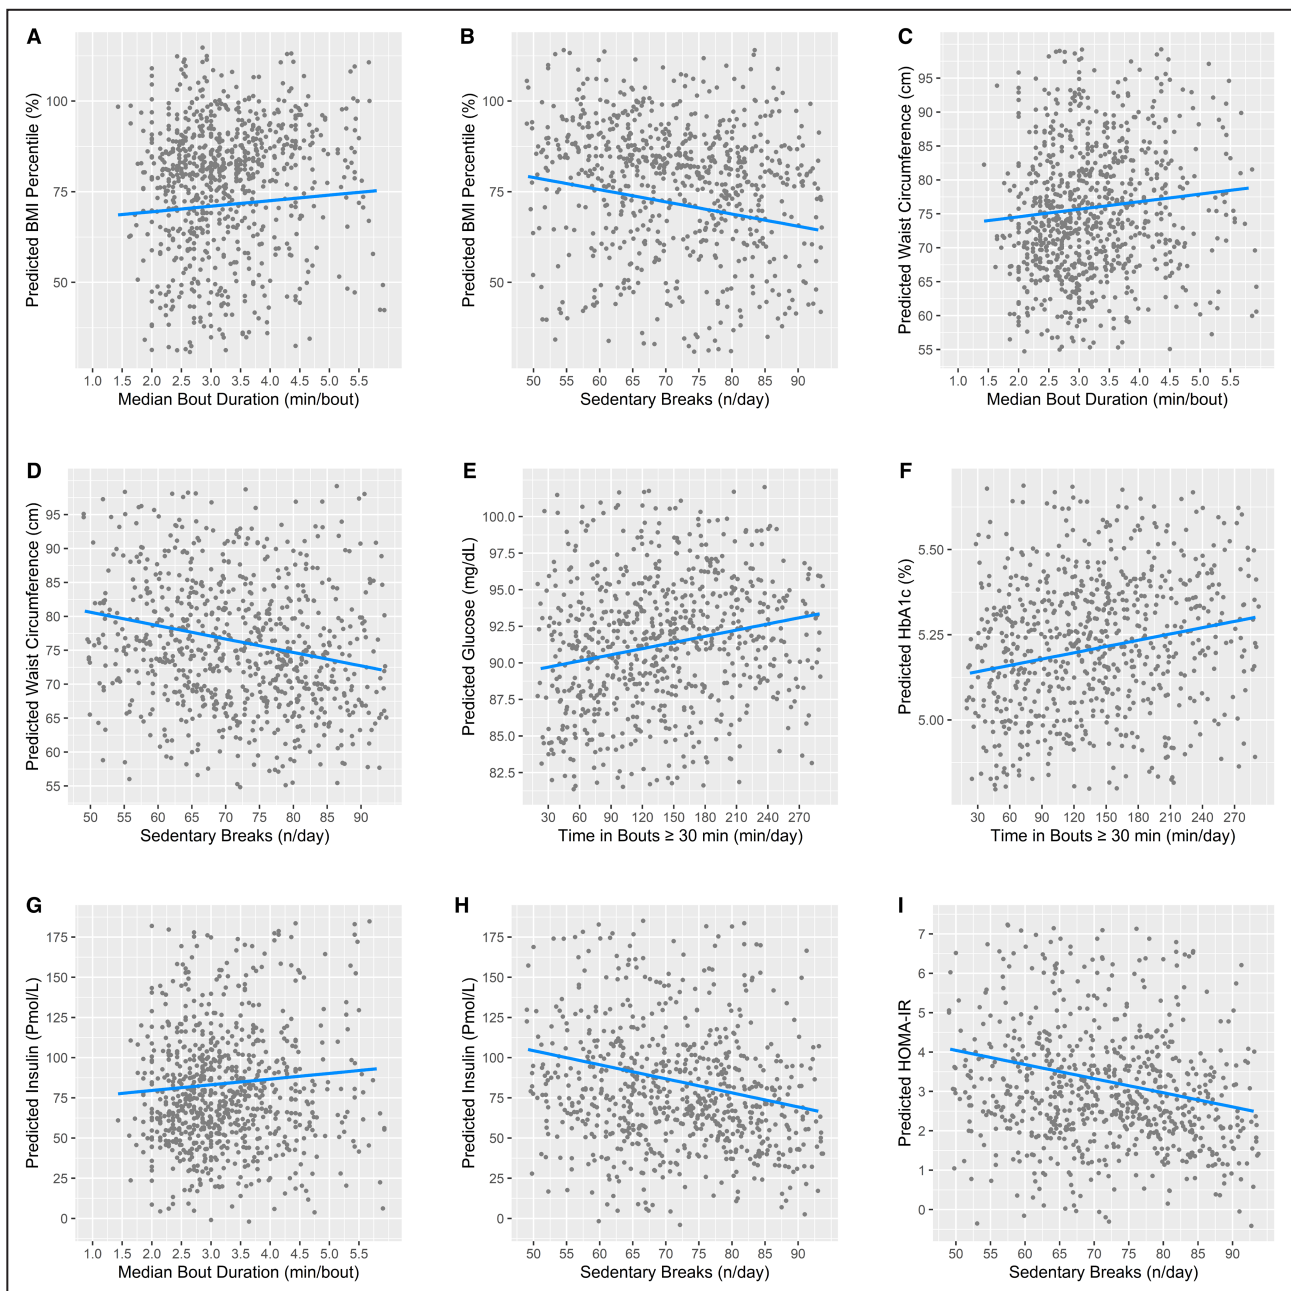 A
Predicted BMI Percentile (%)
100
75
50
1.0 1.5 2.0 2.5 3.0 3.5 4.0 4.5 5.0 5.5
Median Bout Duration (min/bout)
B
Predicted BMI Percentile (%)
100
75
50
50 55 60 65 70 75 80 85 90
Sedentary Breaks (n/day)
C
Predicted Waist Circumference (cm)
95
90
85
80
75
70
65
60
55
1.0 1.5 2.0 2.5 3.0 3.5 4.0 4.5 5.0 5.5
Median Bout Duration (min/bout)
D
Predicted Waist Circumference (cm)
95
90
85
80
75
70
65
60
55
50 55 60 65 70 75 80 85 90
Sedentary Breaks (n/day)
E
Predicted Glucose (mg/dL)
100.0
97.5
95.0
92.5
90.0
87.5
85.0
82.5
30 60 90 120 150 180 210 240 270
Time in Bouts ≥ 30 min (min/day)
F
Predicted HbA1c (%)
5.50
5.25
5.00
30 60 90 120 150 180 210 240 270
Time in Bouts ≥ 30 min (min/day)
G
Predicted Insulin (Pmol/L)
175
150
125
100
75
50
25
0
1.0 1.5 2.0 2.5 3.0 3.5 4.0 4.5 5.0 5.5
Median Bout Duration (min/bout)
H
Predicted Insulin (Pmol/L)
175
150
125
100
75
50
25
0
50 55 60 65 70 75 80 85 90
Sedentary Breaks (n/day)
I
Predicted HOMA-IR
7
6
5
4
3
2
1
0
50 55 60 65 70 75 80 85 90
Sedentary Breaks (n/day)